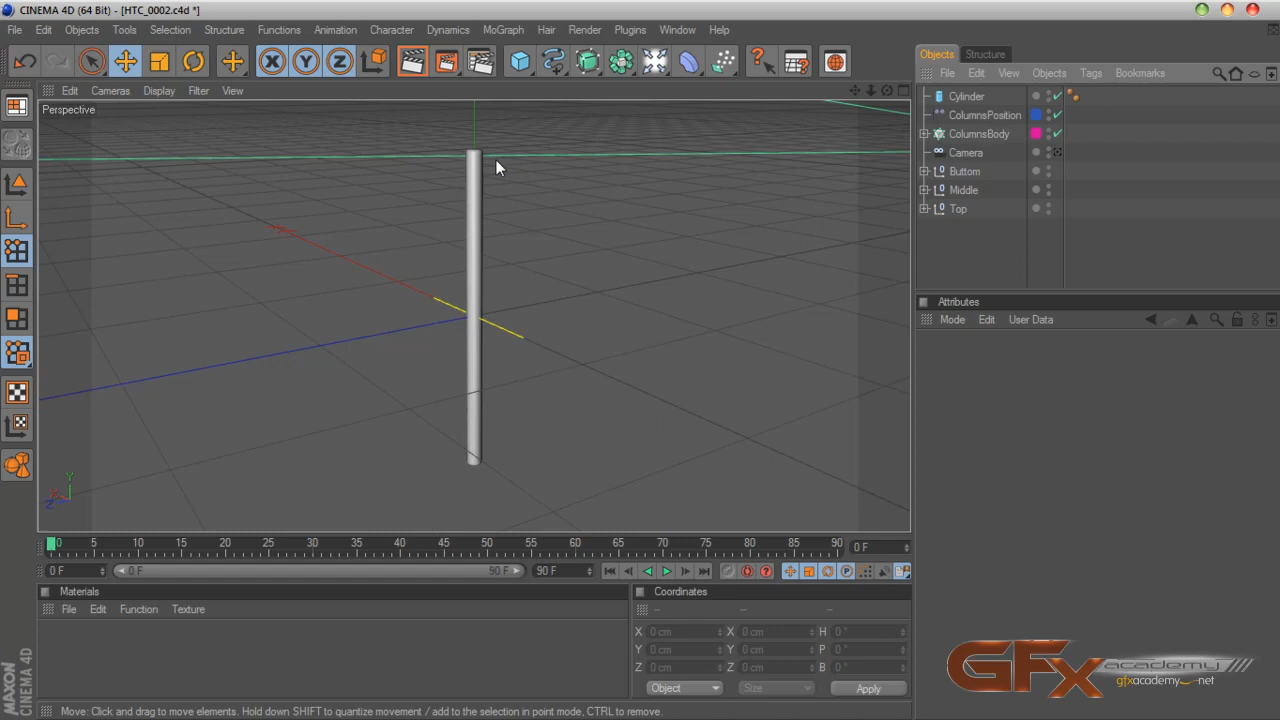 CINEMA 4D (64 Bit) - [HTC_0002.c4d *]
File Edit Objects Tools Selection Structure Functions Animation Character Dynamics MoGraph Hair Render Plugins Window Help
Objects Structure
File Edit View Objects Tags Bookmarks
Edit Cameras Display Filter View
Perspective
Cylinder
ColumnsPosition
ColumnsBody
Camera
Buttom
Middle
Top
Attributes
Mode Edit User Data
X Y Z
Y
X
Z
0 5 10 15 20 25 30 35 40 45 50 55 60 65 70 75 80 85 90 0 F
0 F 0 F 90 F 90 F
Materials
File Edit Function Texture
Coordinates
X 0 cm X 0 cm H 0 °
Y 0 cm Y 0 cm P 0 °
Z 0 cm Z 0 cm B 0 °
Object Size Apply
MAXON
CINEMA 4D
Move: Click and drag to move elements. Hold down SHIFT to quantize movement / add to the selection in point mode, CTRL to remove.
GFx academy
gfxacademy.net